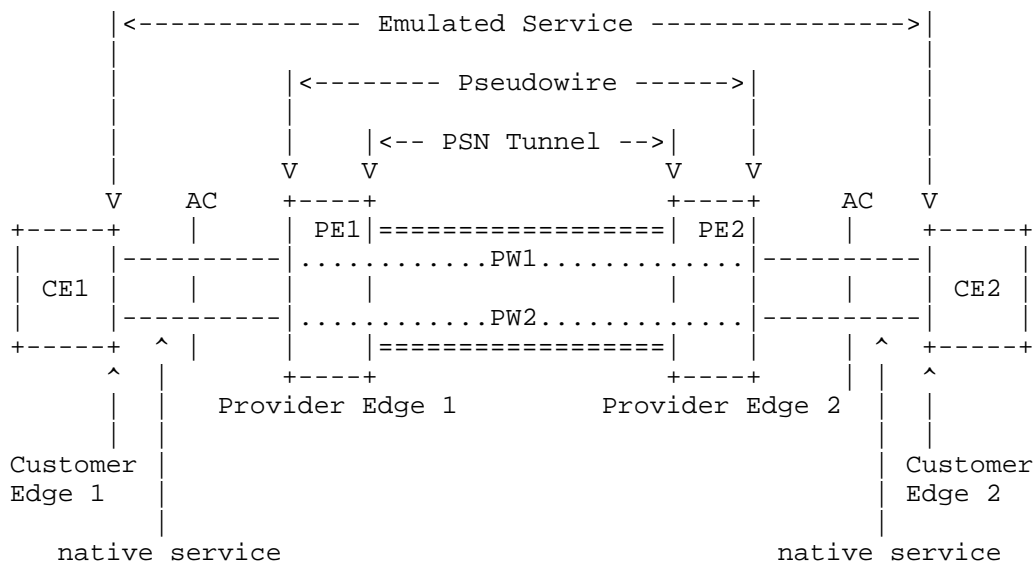 |<-------------- Emulated Service ---------------->|
|<-------- Pseudowire ------>|
|<-- PSN Tunnel -->|
V V V V
V AC +----+ +----+ AC V
+-----+ | | PE1|==================| PE2| | +-----+
| |----------|............PW1.............|----------| |
| CE1 | | | | | | | | CE2 |
| |----------|............PW2.............|----------| |
+-----+ ^ | | |==================| | | ^ +-----+
^ | +----+ +----+ | | ^
| | Provider Edge 1 Provider Edge 2 | |
Customer | | Customer
Edge 1 | | Edge 2
native service native service